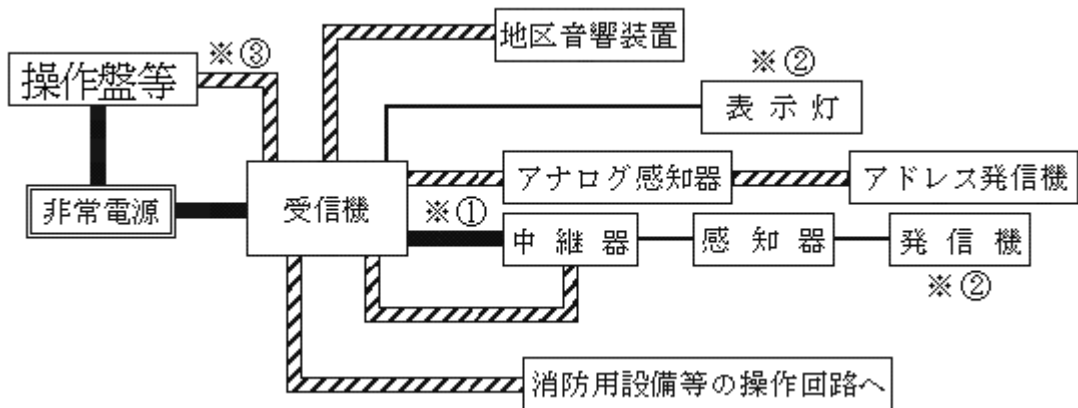 地区音響装置
※③
※②
操作盤等
表示灯
アナログ感知器
アドレス発信機
非常電源
受信機
※①
中継器
感知器
発信機
※②
消防用設備等の操作回路へ